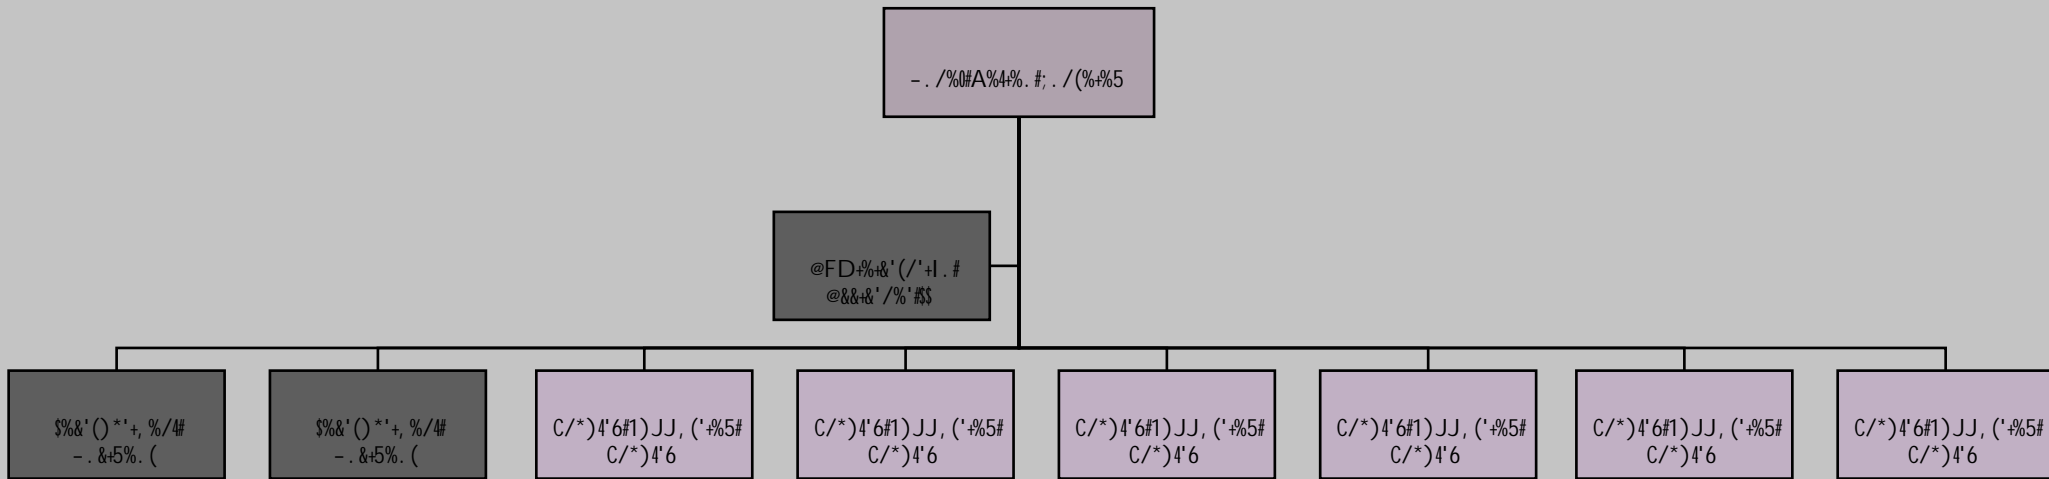 – . /%0#A%4+%. #; . /(%+%5
@FD+%+&'(/'+I . #
@&&+&'/%'#$$
$%&'()*'+, %/4#
– . &+5%. (
$%&'()*'+, %/4#
– . &+5%. (
C/*)4'6#1)JJ, ('+%5#
C/*)4'6
C/*)4'6#1)JJ, ('+%5#
C/*)4'6
C/*)4'6#1)JJ, ('+%5#
C/*)4'6
C/*)4'6#1)JJ, ('+%5#
C/*)4'6
C/*)4'6#1)JJ, ('+%5#
C/*)4'6
C/*)4'6#1)JJ, ('+%5#
C/*)4'6